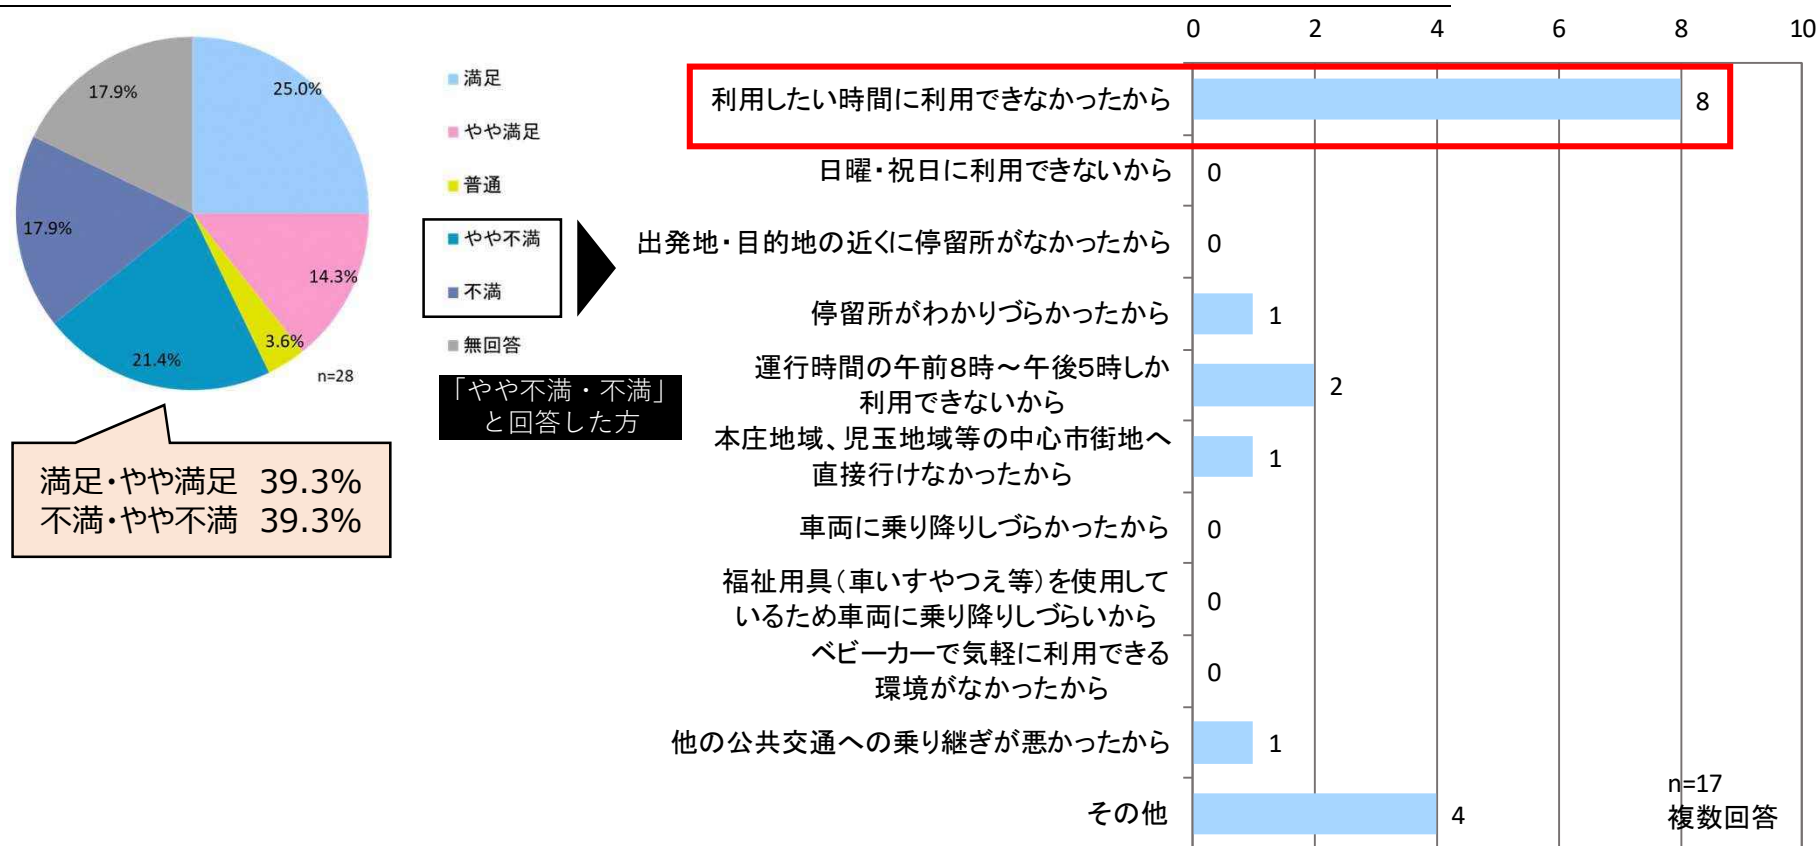 25.0%
14.3%
3.6%
21.4%
17.9%
17.9%
n=28
満足
やや満足
普通
やや不満
不満
無回答
「やや不満・不満」
と回答した方
満足・やや満足 39.3%
不満・やや不満 39.3%
0 2 4 6 8 10
利用したい時間に利用できなかったから 8
日曜・祝日に利用できないから 0
出発地・目的地の近くに停留所がなかったから 0
停留所がわかりづらかったから 1
運行時間の午前8時～午後5時しか
利用できないから 2
本庄地域、児玉地域等の中心市街地へ
直接行けなかったから 1
車両に乗り降りしづらかったから 0
福祉用具（車いすやつえ等）を使用して
いるため車両に乗り降りしづらいから 0
ベビーカーで気軽に利用できる
環境がなかったから 0
他の公共交通への乗り継ぎが悪かったから 1
その他 4
n=17
複数回答